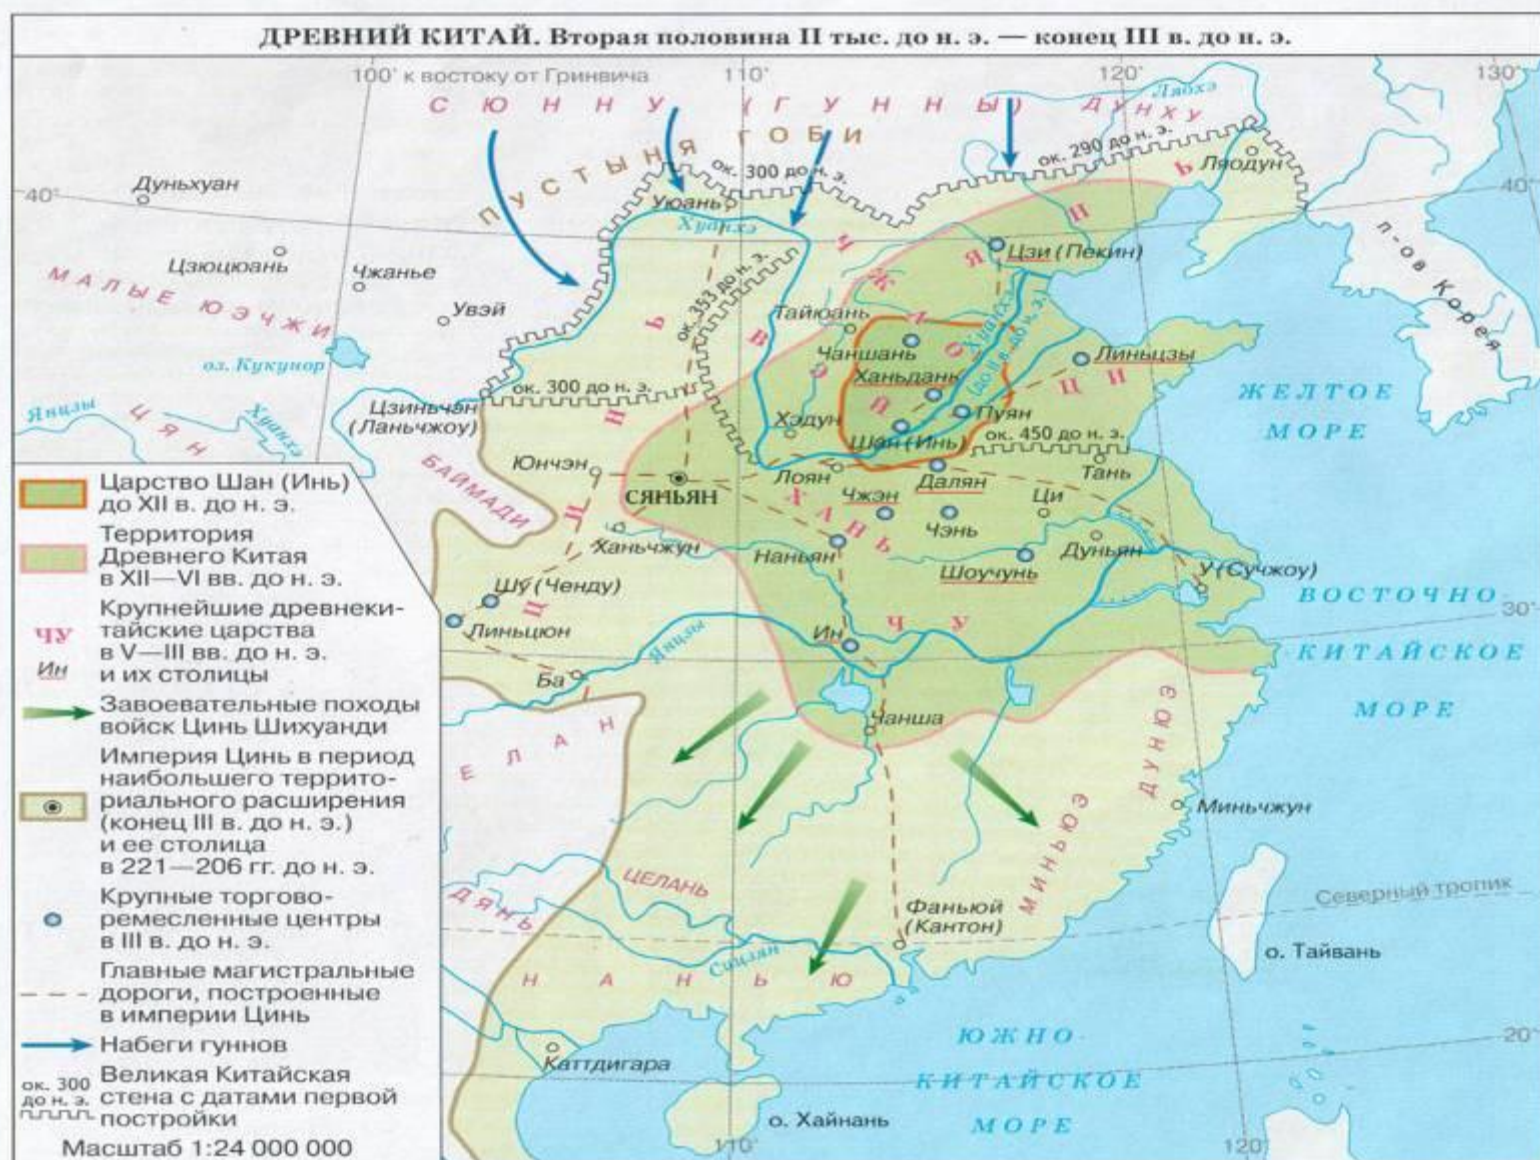 ДРЕВНИЙ КИТАЙ. Вторая половина II тыс. до н. э. — конец III в. до н. э.
100° к востоку от Гринвича
110°
120°
130°
СЮННУ (ГУННЫ)
ДУНХУ
Ляохэ
ПУСТЫНЯ ГОБИ
ок. 300 до н. э.
ок. 290 до н. э.
Ляодун
40°
40°
Дуньхуан
Уюань
Хуанхэ
ЯНЬ
Цзи (Пекин)
п-ов Корея
Цзюцюань
Чжанье
МАЛЫЕ ЮЭЧЖИ
Увэй
ок. 353 до н. э.
ЧЖАО
Тайюань
Хуанхэ
(до II в. до н. э.)
оз. Кукунор
Чаншань
Линьцзы
Ханьдань
ЦИ
ВЭЙ
ЖЕЛТОЕ
МОРЕ
ок. 300 до н. э.
Янцзы
ЦЯН
Хуанхэ
Цзиньчэн
(Ланьчжоу)
Хэдун
Пуян
Шан (Инь)
ок. 450 до н. э.
БАЙМАДИ
Юнчэн
СЯНЬЯН
Лоян
Далян
Тань
ЦИНЬ
ХАНЬ
Чжэн
Чэнь
Ци
Ханьчжун
Наньян
Шоучунь
Дуньян
У (Сучжоу)
Шу (Ченду)
Линьцюн
Янцзы
Ин
ЧУ
ВОСТОЧНО
КИТАЙСКОЕ
МОРЕ
30°
Ба
Чанша
ЕЛАН
ДУНЮЭ
Миньчжун
МИНЬЮЭ
ЦЕЛАНЬ
ДЯНЬ
Фаньюй
(Кантон)
Северный тропик
о. Тайвань
Сицзян
НАНЬЮ
Каттдигара
ЮЖНО
КИТАЙСКОЕ
МОРЕ
20°
о. Хайнань
110°
120°
Царство Шан (Инь)
до XII в. до н. э.
Территория
Древнего Китая
в XII—VI вв. до н. э.
ЧУ
Ин
Крупнейшие древнеки-
тайские царства
в V—III вв. до н. э.
и их столицы
Завоевательные походы
войск Цинь Шихуанди
Империя Цинь в период
наибольшего террито-
риального расширения
(конец III в. до н. э.)
и ее столица
в 221—206 гг. до н. э.
Крупные торгово-
ремесленные центры
в III в. до н. э.
Главные магистральные
дороги, построенные
в империи Цинь
Набеги гуннов
ок. 300
до н. э.
Великая Китайская
стена с датами первой
постройки
Масштаб 1:24 000 000